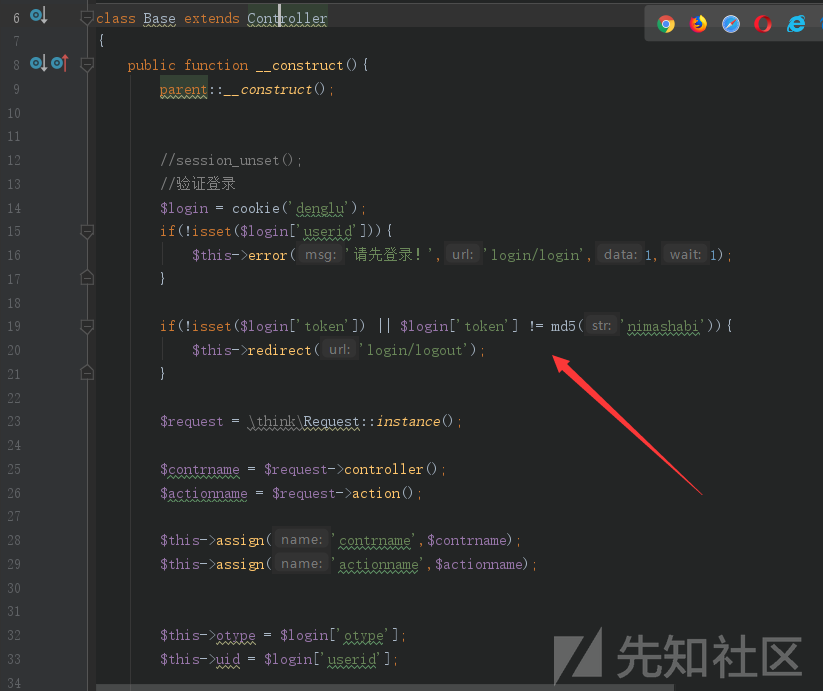 6 class Base extends Controller
7 {
8 public function __construct(){
9 parent::__construct();
10
11
12 //session_unset();
13 //验证登录
14 $login = cookie('denglu');
15 if(!isset($login['userid'])){
16 $this->error( msg: '请先登录!', url: 'login/login', data: 1, wait: 1);
17 }
18
19 if(!isset($login['token']) || $login['token'] != md5( str: 'nimashabi')){
20 $this->redirect( url: 'login/logout');
21 }
22
23 $request = \think\Request::instance();
24
25 $contrname = $request->controller();
26 $actionname = $request->action();
27
28 $this->assign( name: 'contrname',$contrname);
29 $this->assign( name: 'actionname',$actionname);
30
31
32 $this->otype = $login['otype'];
33 $this->uid = $login['userid'];
34
先知社区